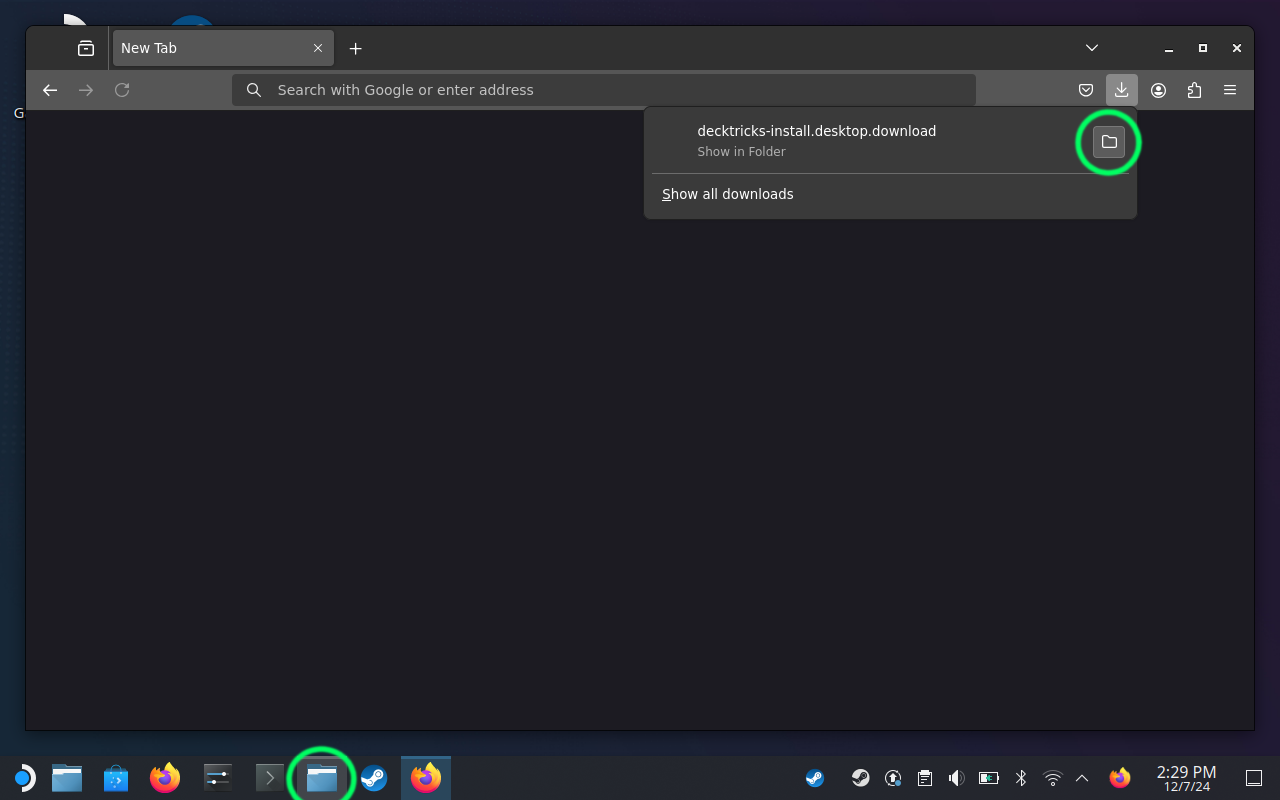 New Tab
Search with Google or enter address
G
decktricks-install.desktop.download
Show in Folder
Show all downloads
2:29 PM
12/7/24